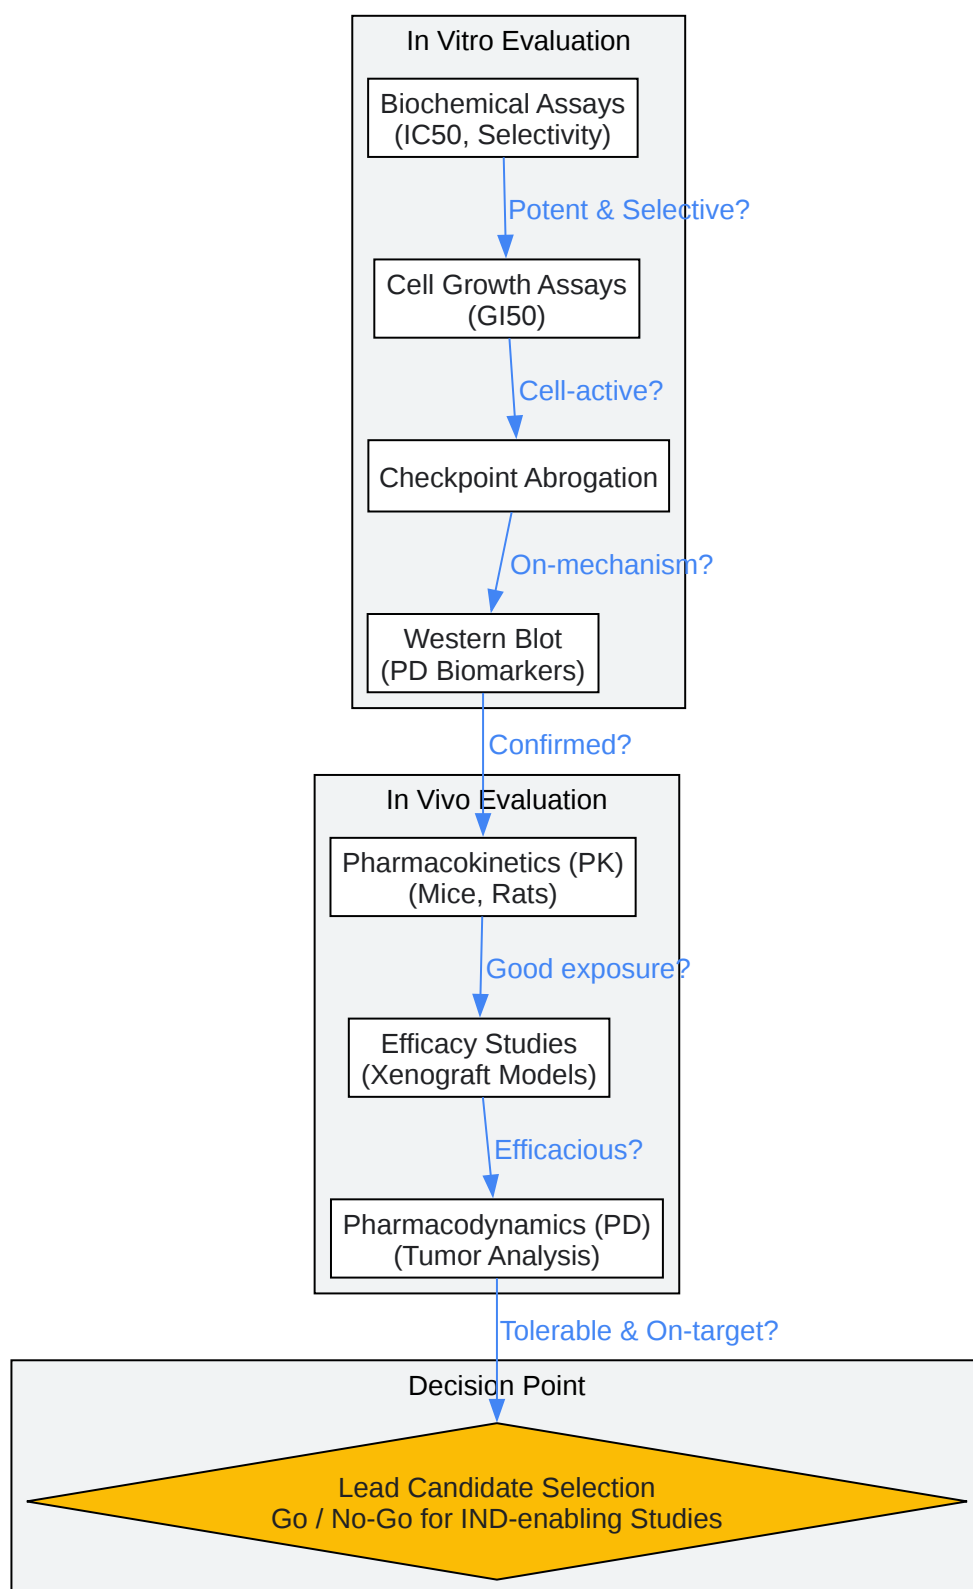 In Vitro Evaluation
Biochemical Assays
(IC50, Selectivity)
Potent & Selective?
Cell Growth Assays
(GI50)
Cell-active?
Checkpoint Abrogation
On-mechanism?
Western Blot
(PD Biomarkers)
Confirmed?
In Vivo Evaluation
Pharmacokinetics (PK)
(Mice, Rats)
Good exposure?
Efficacy Studies
(Xenograft Models)
Efficacious?
Pharmacodynamics (PD)
(Tumor Analysis)
Tolerable & On-target?
Decision Point
Lead Candidate Selection
Go / No-Go for IND-enabling Studies